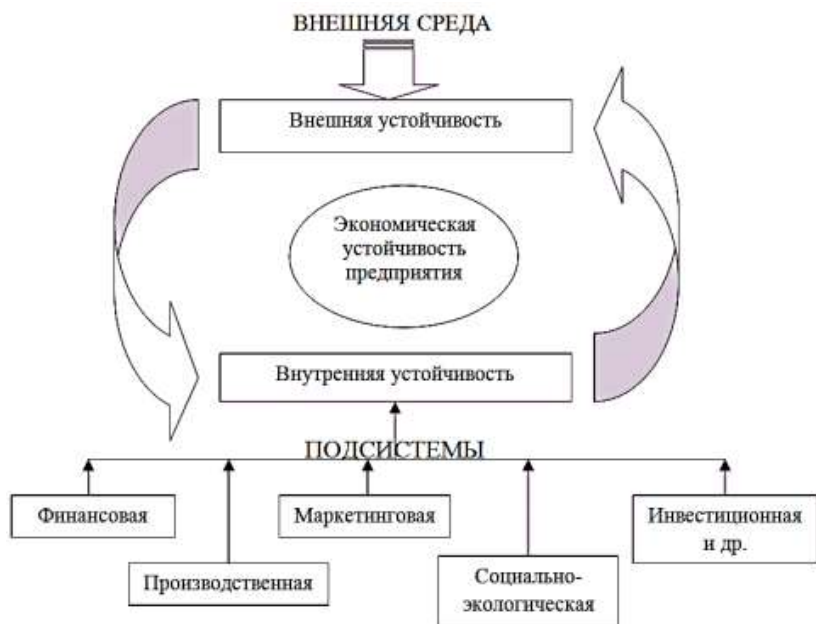 ВНЕШНЯЯ СРЕДА
Внешняя устойчивость
Экономическая
устойчивость
предприятия
Внутренняя устойчивость
ПОДСИСТЕМЫ
Финансовая
Маркетинговая
Инвестиционная
и др.
Производственная
Социально-
экологическая